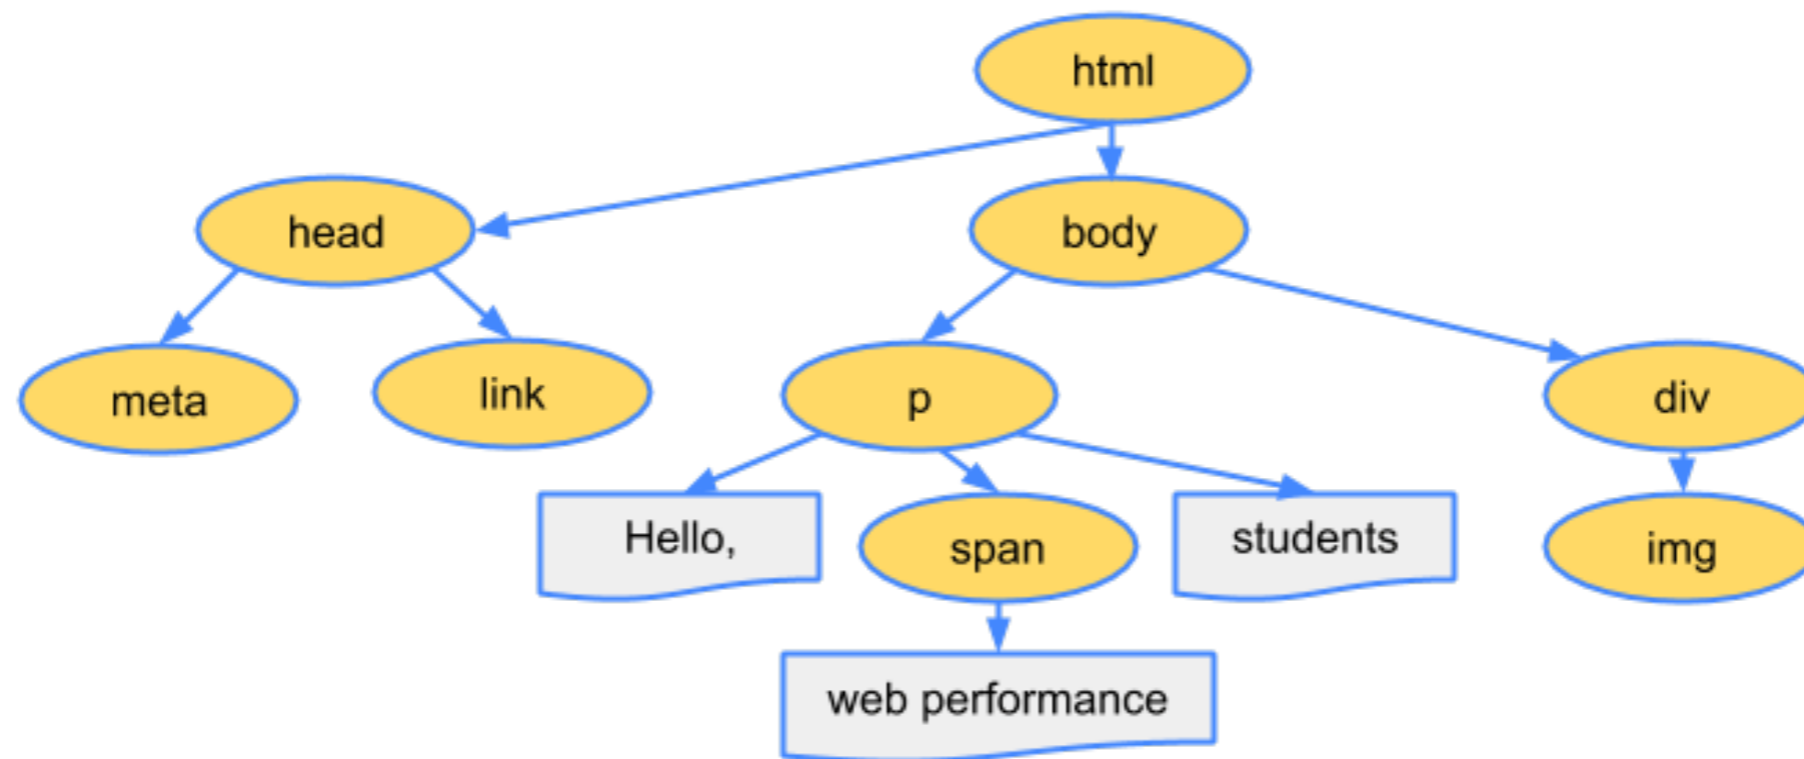 html
head
body
meta
link
p
div
Hello,
span
students
img
web performance